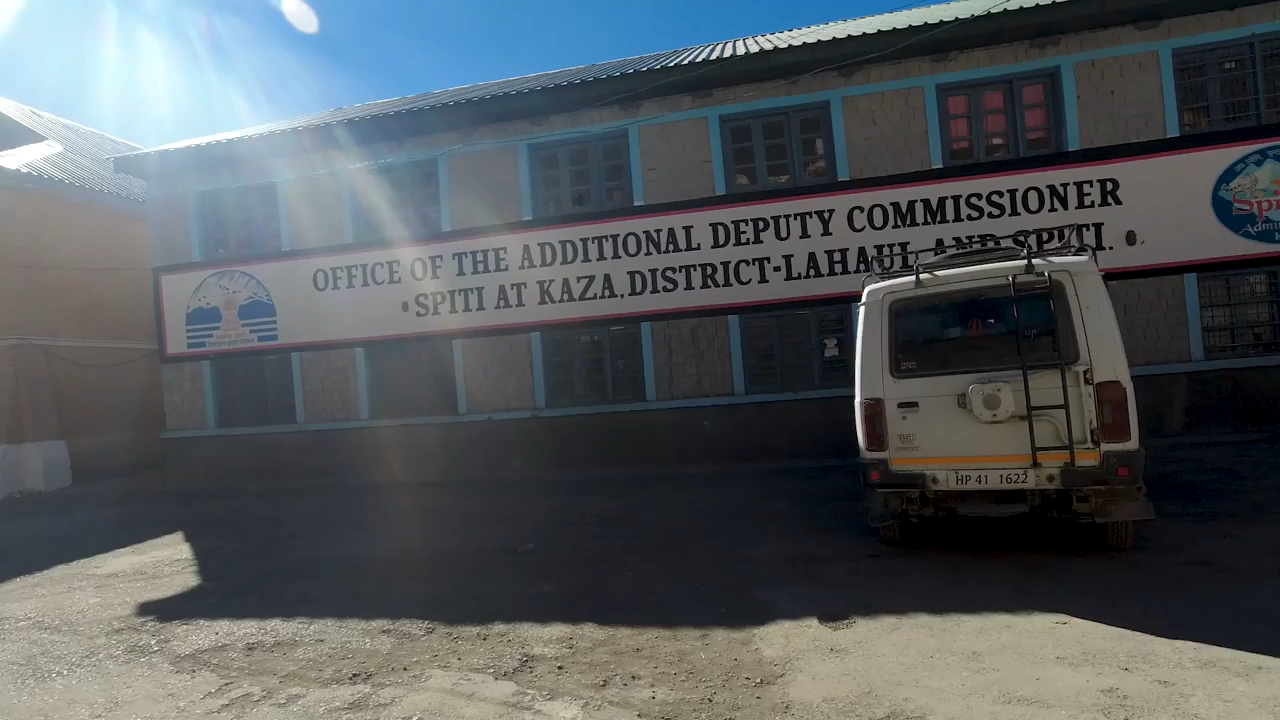 OFFICE OF THE ADDITIONAL DEPUTY COMMISSIONER
SPITI AT KAZA, DISTRICT-LAHAUL AND SPITI.
HP 41 1622